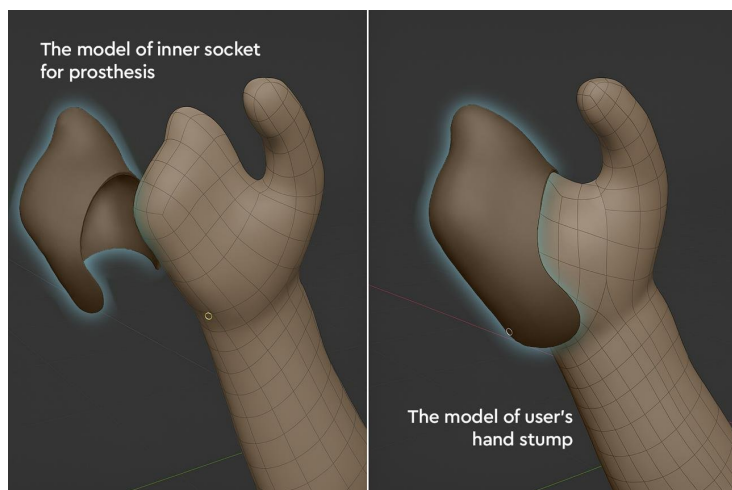 The model of inner socket
for prosthesis
The model of user's
hand stump